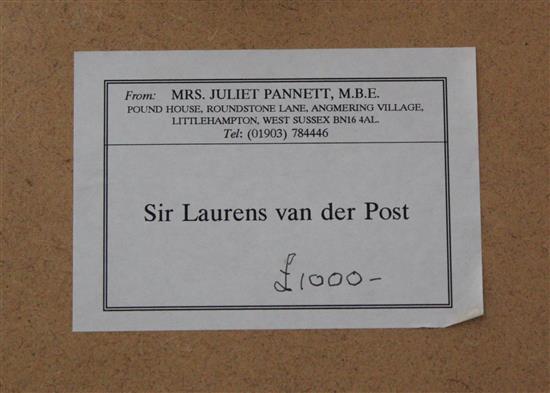 From: MRS. JULIET PANNETT, M.B.E.
POUND HOUSE, ROUNDSTONE LANE, ANGMERING VILLAGE,
LITTLEHAMPTON, WEST SUSSEX BN16 4AL.
Tel: (01903) 784446
Sir Laurens van der Post
£1000-